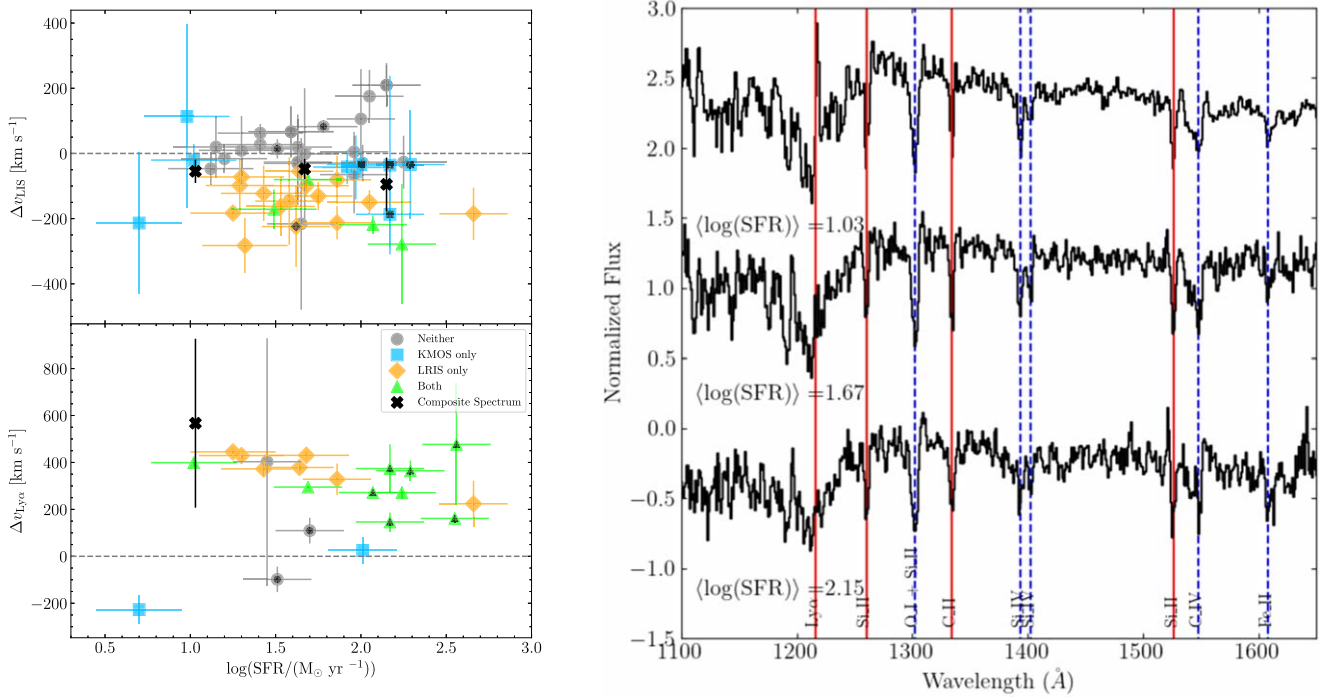 400
200
0
−200
−400
Δv_LIS [km s⁻¹]
800
600
400
200
0
−200
Δv_Lyα [km s⁻¹]
Neither
KMOS only
LRIS only
Both
Composite Spectrum
0.5 1.0 1.5 2.0 2.5 3.0
log(SFR/(M⊙ yr ⁻¹))
3.0
2.5
2.0
1.5
1.0
0.5
0.0
−0.5
−1.0
−1.5
Normalized Flux
⟨log(SFR)⟩ =1.03
⟨log(SFR)⟩ =1.67
⟨log(SFR)⟩ =2.15
Lyα
Si II
O I + Si II
C II
Si IV
Si IV
Si II
C IV
Fe II
1100 1200 1300 1400 1500 1600
Wavelength (Å)